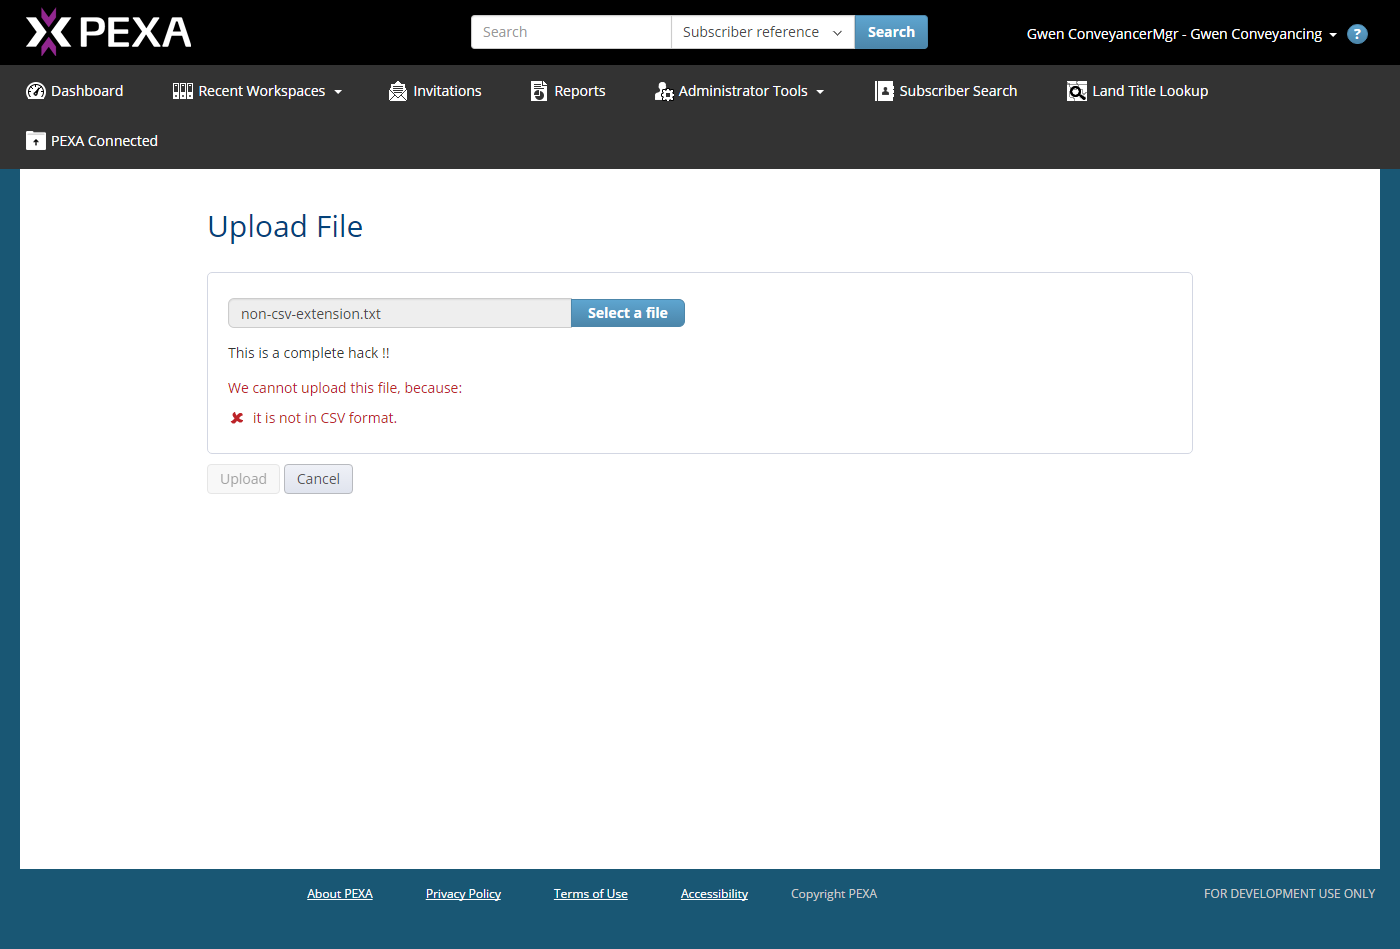 PEXA
Search
Subscriber reference
Search
Gwen ConveyancerMgr - Gwen Conveyancing
?
Dashboard
Recent Workspaces
Invitations
Reports
Administrator Tools
Subscriber Search
Land Title Lookup
PEXA Connected
Upload File
non-csv-extension.txt
Select a file
This is a complete hack !!
We cannot upload this file, because:
it is not in CSV format.
Upload
Cancel
About PEXA
Privacy Policy
Terms of Use
Accessibility
Copyright PEXA
FOR DEVELOPMENT USE ONLY